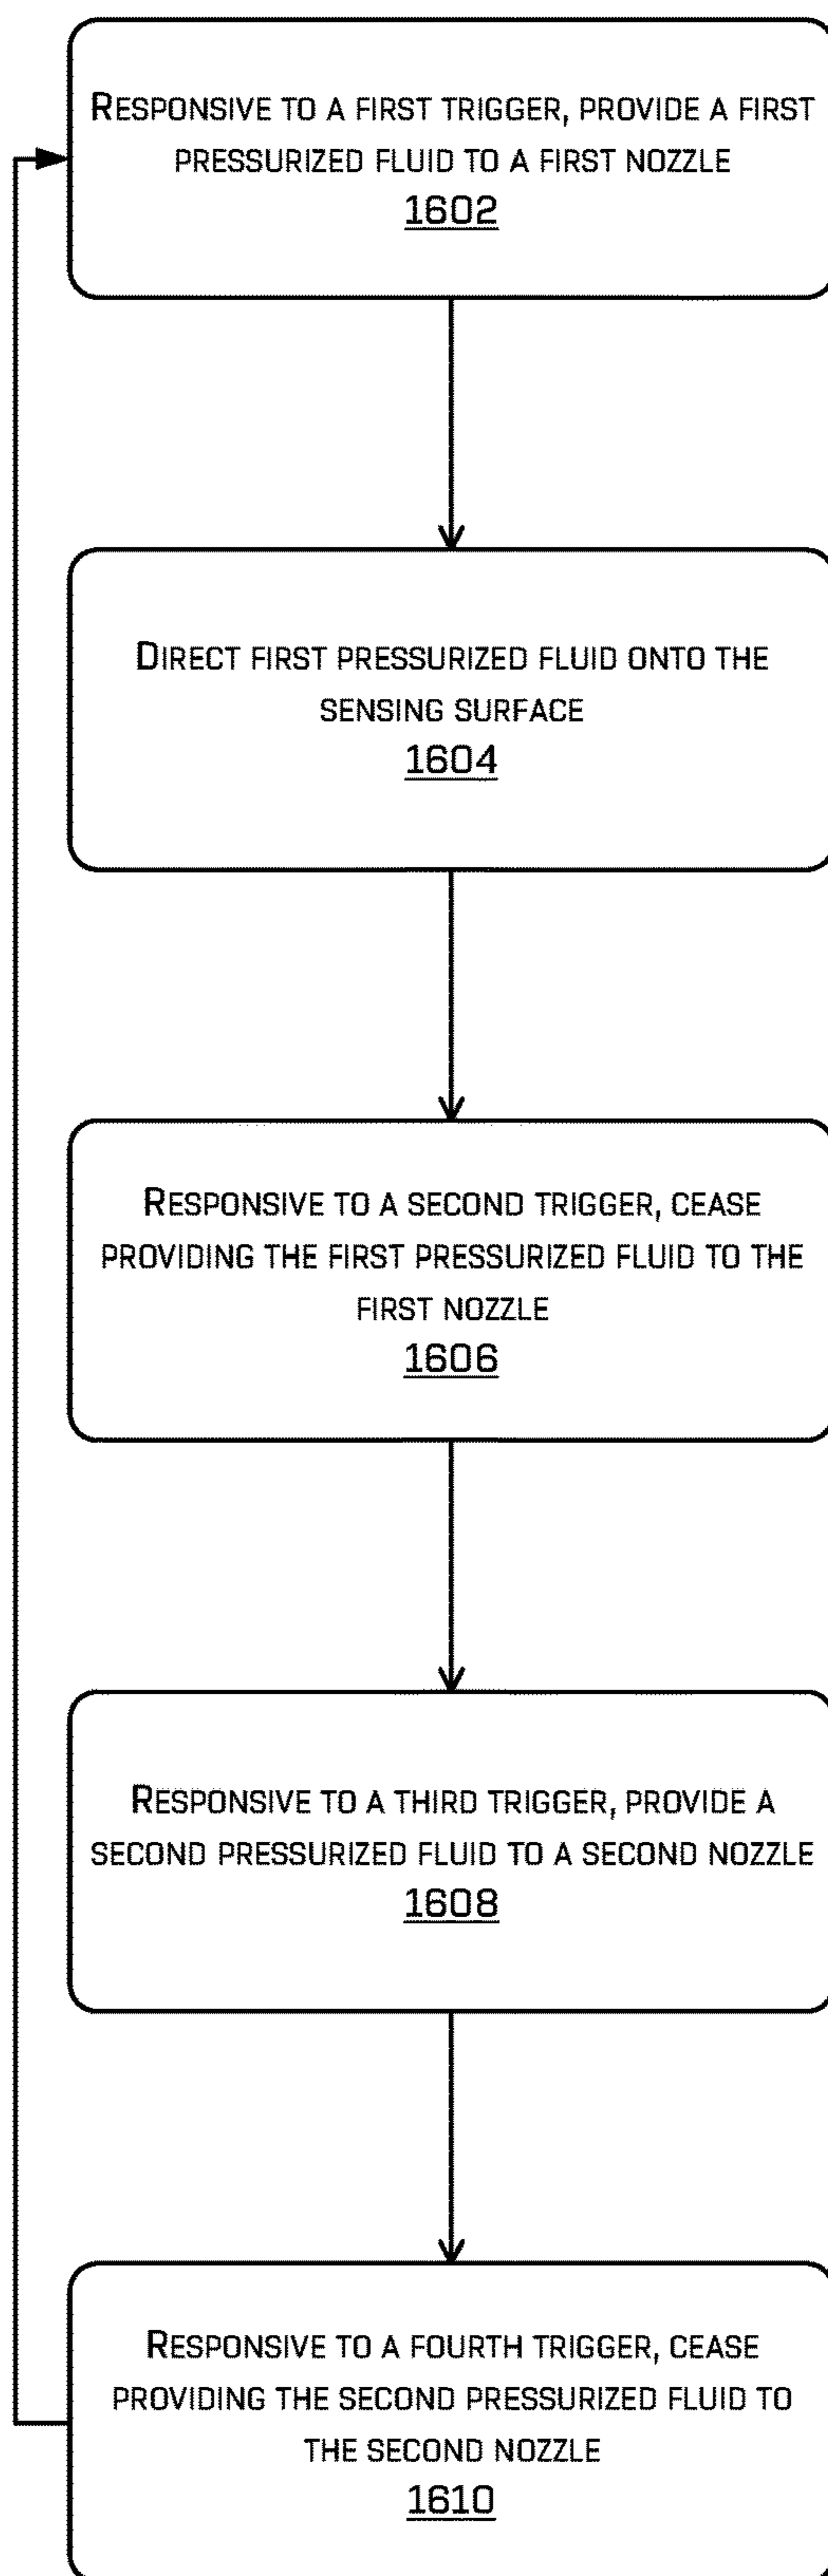 Responsive to a first trigger, provide a first
pressurized fluid to a first nozzle
1602
Direct first pressurized fluid onto the
sensing surface
1604
Responsive to a second trigger, cease
providing the first pressurized fluid to the
first nozzle
1606
Responsive to a third trigger, provide a
second pressurized fluid to a second nozzle
1608
Responsive to a fourth trigger, cease
providing the second pressurized fluid to
the second nozzle
1610